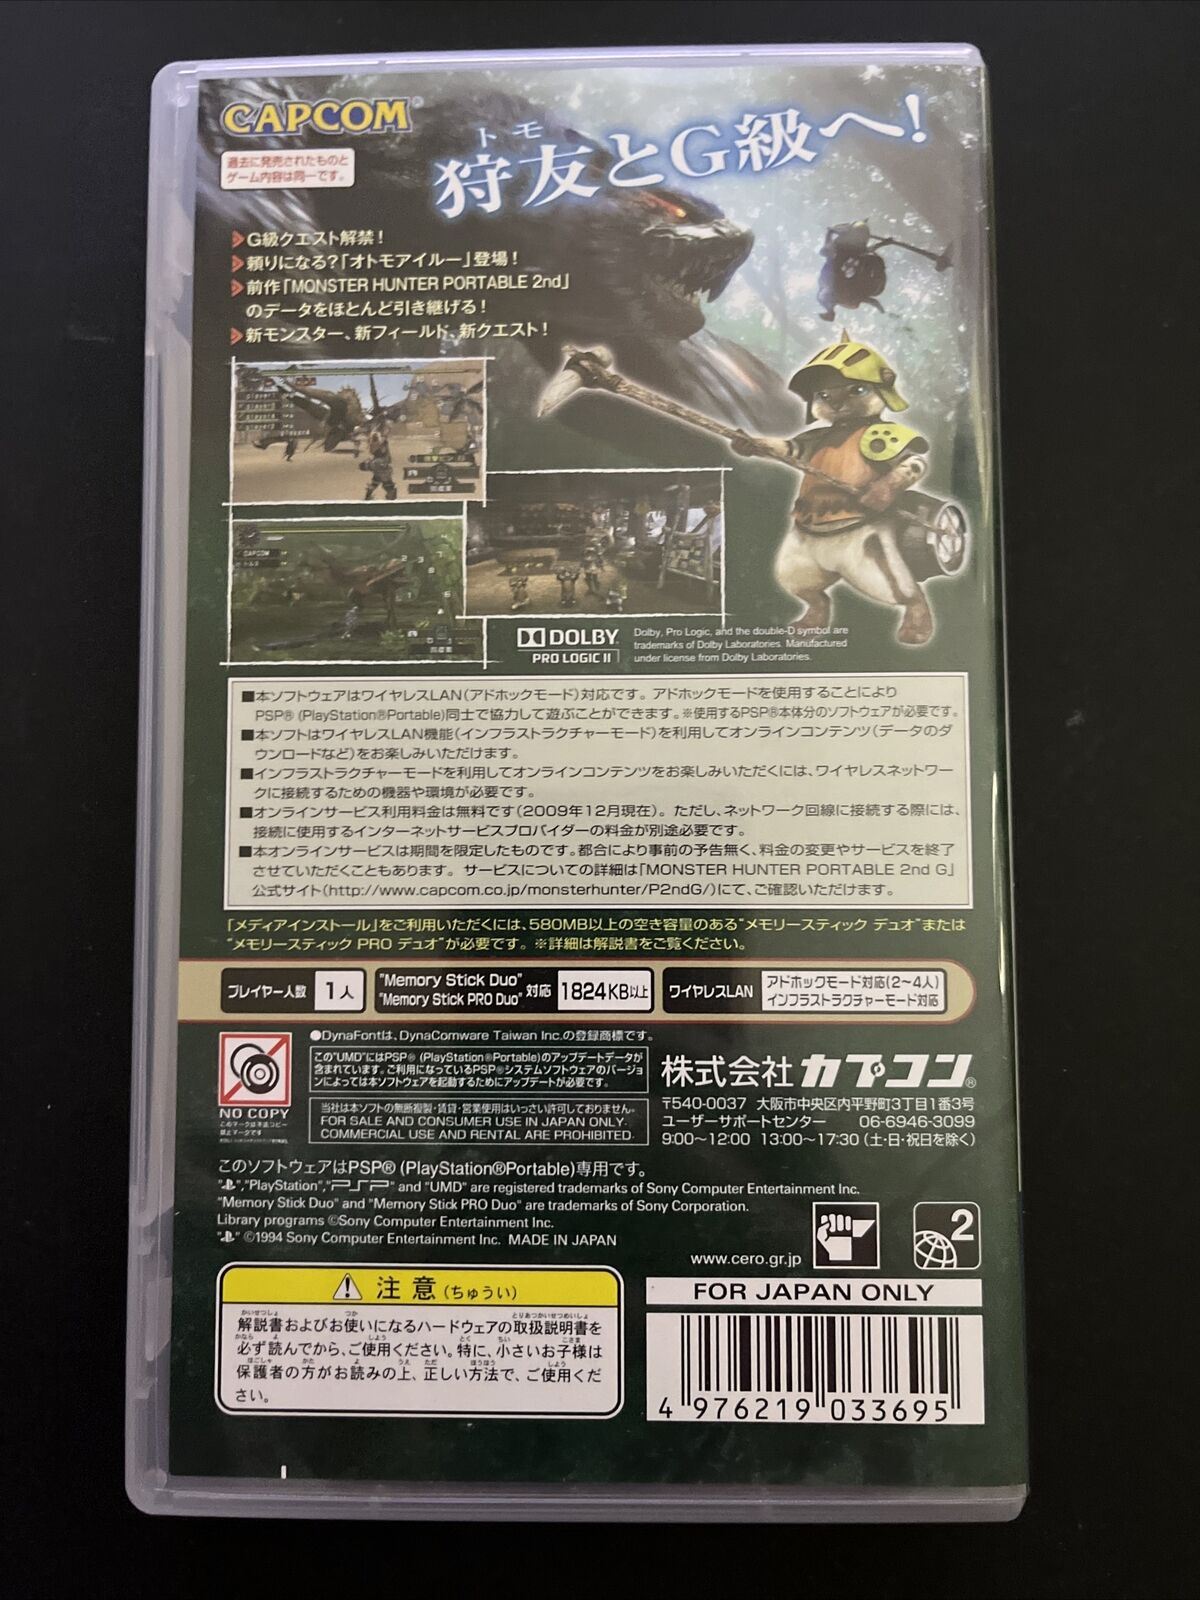 CAPCOM®
トモ
狩友とG級へ!
過去に発売されたものと
ゲーム内容は同一です。
G級クエスト解禁!
頼りになる?「オトモアイルー」登場!
前作「MONSTER HUNTER PORTABLE 2nd」
のデータをほとんど引き継げる!
新モンスター、新フィールド、新クエスト!
CAPCOM
DOLBY
PRO LOGIC II
Dolby, Pro Logic, and the double-D symbol are
trademarks of Dolby Laboratories. Manufactured
under license from Dolby Laboratories.
■本ソフトウェアはワイヤレスLAN(アドホックモード)対応です。アドホックモードを使用することにより
PSP®(PlayStation®Portable)同士で協力して遊ぶことができます。※使用するPSP®本体分のソフトウェアが必要です。
■本ソフトはワイヤレスLAN機能(インフラストラクチャーモード)を利用してオンラインコンテンツ(データのダ
ウンロードなど)をお楽しみいただけます。
■インフラストラクチャーモードを利用してオンラインコンテンツをお楽しみいただくには、ワイヤレスネットワー
クに接続するための機器や環境が必要です。
■オンラインサービス利用料金は無料です(2009年12月現在)。ただし、ネットワーク回線に接続する際には、
接続に使用するインターネットサービスプロバイダーの料金が別途必要です。
■本オンラインサービスは期間を限定したものです。都合により事前の予告無く、料金の変更やサービスを終了
させていただくこともあります。サービスについての詳細は「MONSTER HUNTER PORTABLE 2nd G」
公式サイト(http://www.capcom.co.jp/monsterhunter/P2ndG/)にて、ご確認いただけます。
「メディアインストール」をご利用いただくには、580MB以上の空き容量のある"メモリースティック デュオ"または
"メモリースティック PRO デュオ"が必要です。※詳細は解説書をご覧ください。
プレイヤー人数 1人
"Memory Stick Duo"
"Memory Stick PRO Duo" 対応 1824KB以上
ワイヤレスLAN
アドホックモード対応(2〜4人)
インフラストラクチャーモード対応
●DynaFontは、DynaComware Taiwan Inc.の登録商標です。
この"UMD"にはPSP®(PlayStation®Portable)のアップデートデータが
含まれています。ご利用になっているPSP®システムソフトウェアのバージョ
ンによっては本ソフトウェアを起動するためにアップデートが必要です。
NO COPY
当社は本ソフトの無断複製・賃貸・営業使用はいっさい許可しておりません。
FOR SALE AND CONSUMER USE IN JAPAN ONLY.
COMMERCIAL USE AND RENTAL ARE PROHIBITED.
株式会社カプコン®
〒540-0037 大阪市中央区内平野町3丁目1番3号
ユーザーサポートセンター 06-6946-3099
9:00〜12:00 13:00〜17:30(土・日・祝日を除く)
このソフトウェアはPSP®(PlayStation®Portable)専用です。
" ","PlayStation","PSP" and "UMD" are registered trademarks of Sony Computer Entertainment Inc.
"Memory Stick Duo" and "Memory Stick PRO Duo" are trademarks of Sony Corporation.
Library programs ©Sony Computer Entertainment Inc.
" " ©1994 Sony Computer Entertainment Inc. MADE IN JAPAN
www.cero.gr.jp
2
注意(ちゅうい)
解説書およびお使いになるハードウェアの取扱説明書を
必ず読んでから、ご使用ください。特に、小さいお子様は
保護者の方がお読みの上、正しい方法で、ご使用くだ
さい。
FOR JAPAN ONLY
4 976219 033695